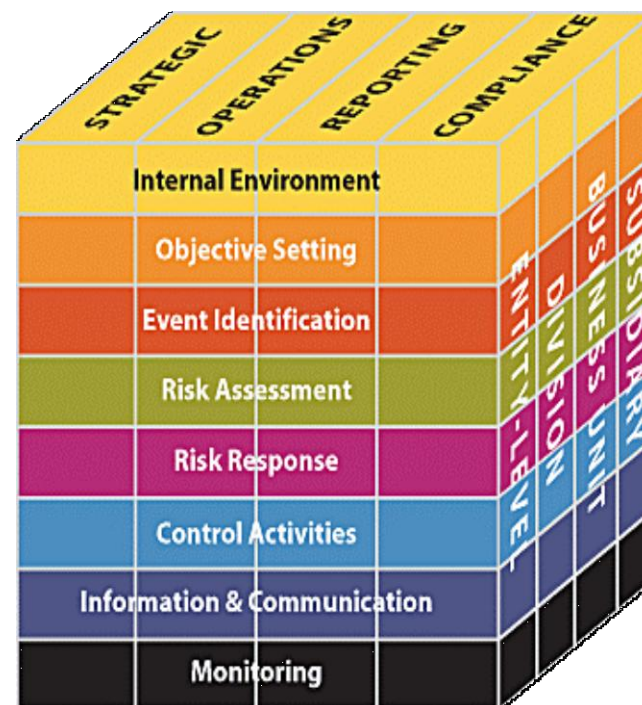 STRATEGIC
OPERATIONS
REPORTING
COMPLIANCE
Internal Environment
Objective Setting
Event Identification
Risk Assessment
Risk Response
Control Activities
Information & Communication
Monitoring
ENTITY-LEVEL
DIVISION
BUSINESS UNIT
SUBSIDIARY